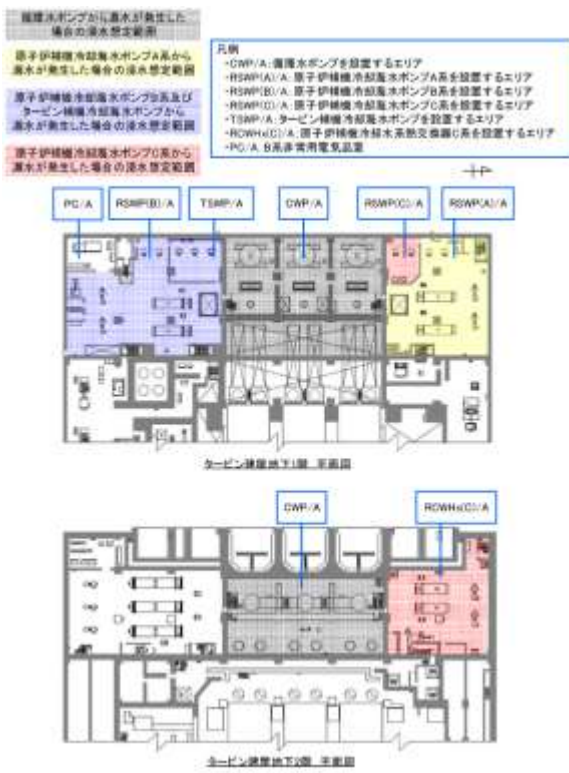 循環水ポンプから溢水が発生した
場合の浸水想定範囲
原子炉補機冷却海水ポンプA系から
溢水が発生した場合の浸水想定範囲
原子炉補機冷却海水ポンプB系及び
タービン補機冷却海水ポンプから
溢水が発生した場合の浸水想定範囲
原子炉補機冷却海水ポンプC系から
溢水が発生した場合の浸水想定範囲
凡例
・CWP/A:循環水ポンプを設置するエリア
・RSWP(A)/A:原子炉補機冷却海水ポンプA系を設置するエリア
・RSWP(B)/A:原子炉補機冷却海水ポンプB系を設置するエリア
・RSWP(C)/A:原子炉補機冷却海水ポンプC系を設置するエリア
・TSWP/A:タービン補機冷却海水ポンプを設置するエリア
・RCWHx(C)/A:原子炉補機冷却水系熱交換器C系を設置するエリア
・PC/A:B系非常用電気品室
PC/A
RSWP(B)/A
TSWP/A
CWP/A
RSWP(C)/A
RSWP(A)/A
タービン建屋地下1階 平面図
CWP/A
RCWHx(C)/A
タービン建屋地下2階 平面図